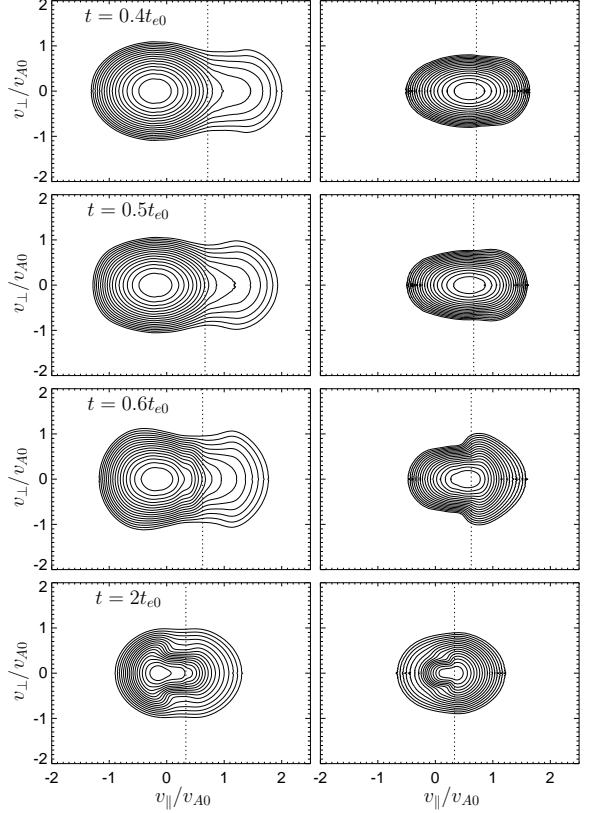 2
t = 0.4t_{e0}
1
v_⊥/v_{A0}
0
-1
-2
2
t = 0.5t_{e0}
1
v_⊥/v_{A0}
0
-1
-2
2
t = 0.6t_{e0}
1
v_⊥/v_{A0}
0
-1
-2
2
t = 2t_{e0}
1
v_⊥/v_{A0}
0
-1
-2
-2 -1 0 1 2 -2 -1 0 1 2
v_∥/v_{A0} v_∥/v_{A0}